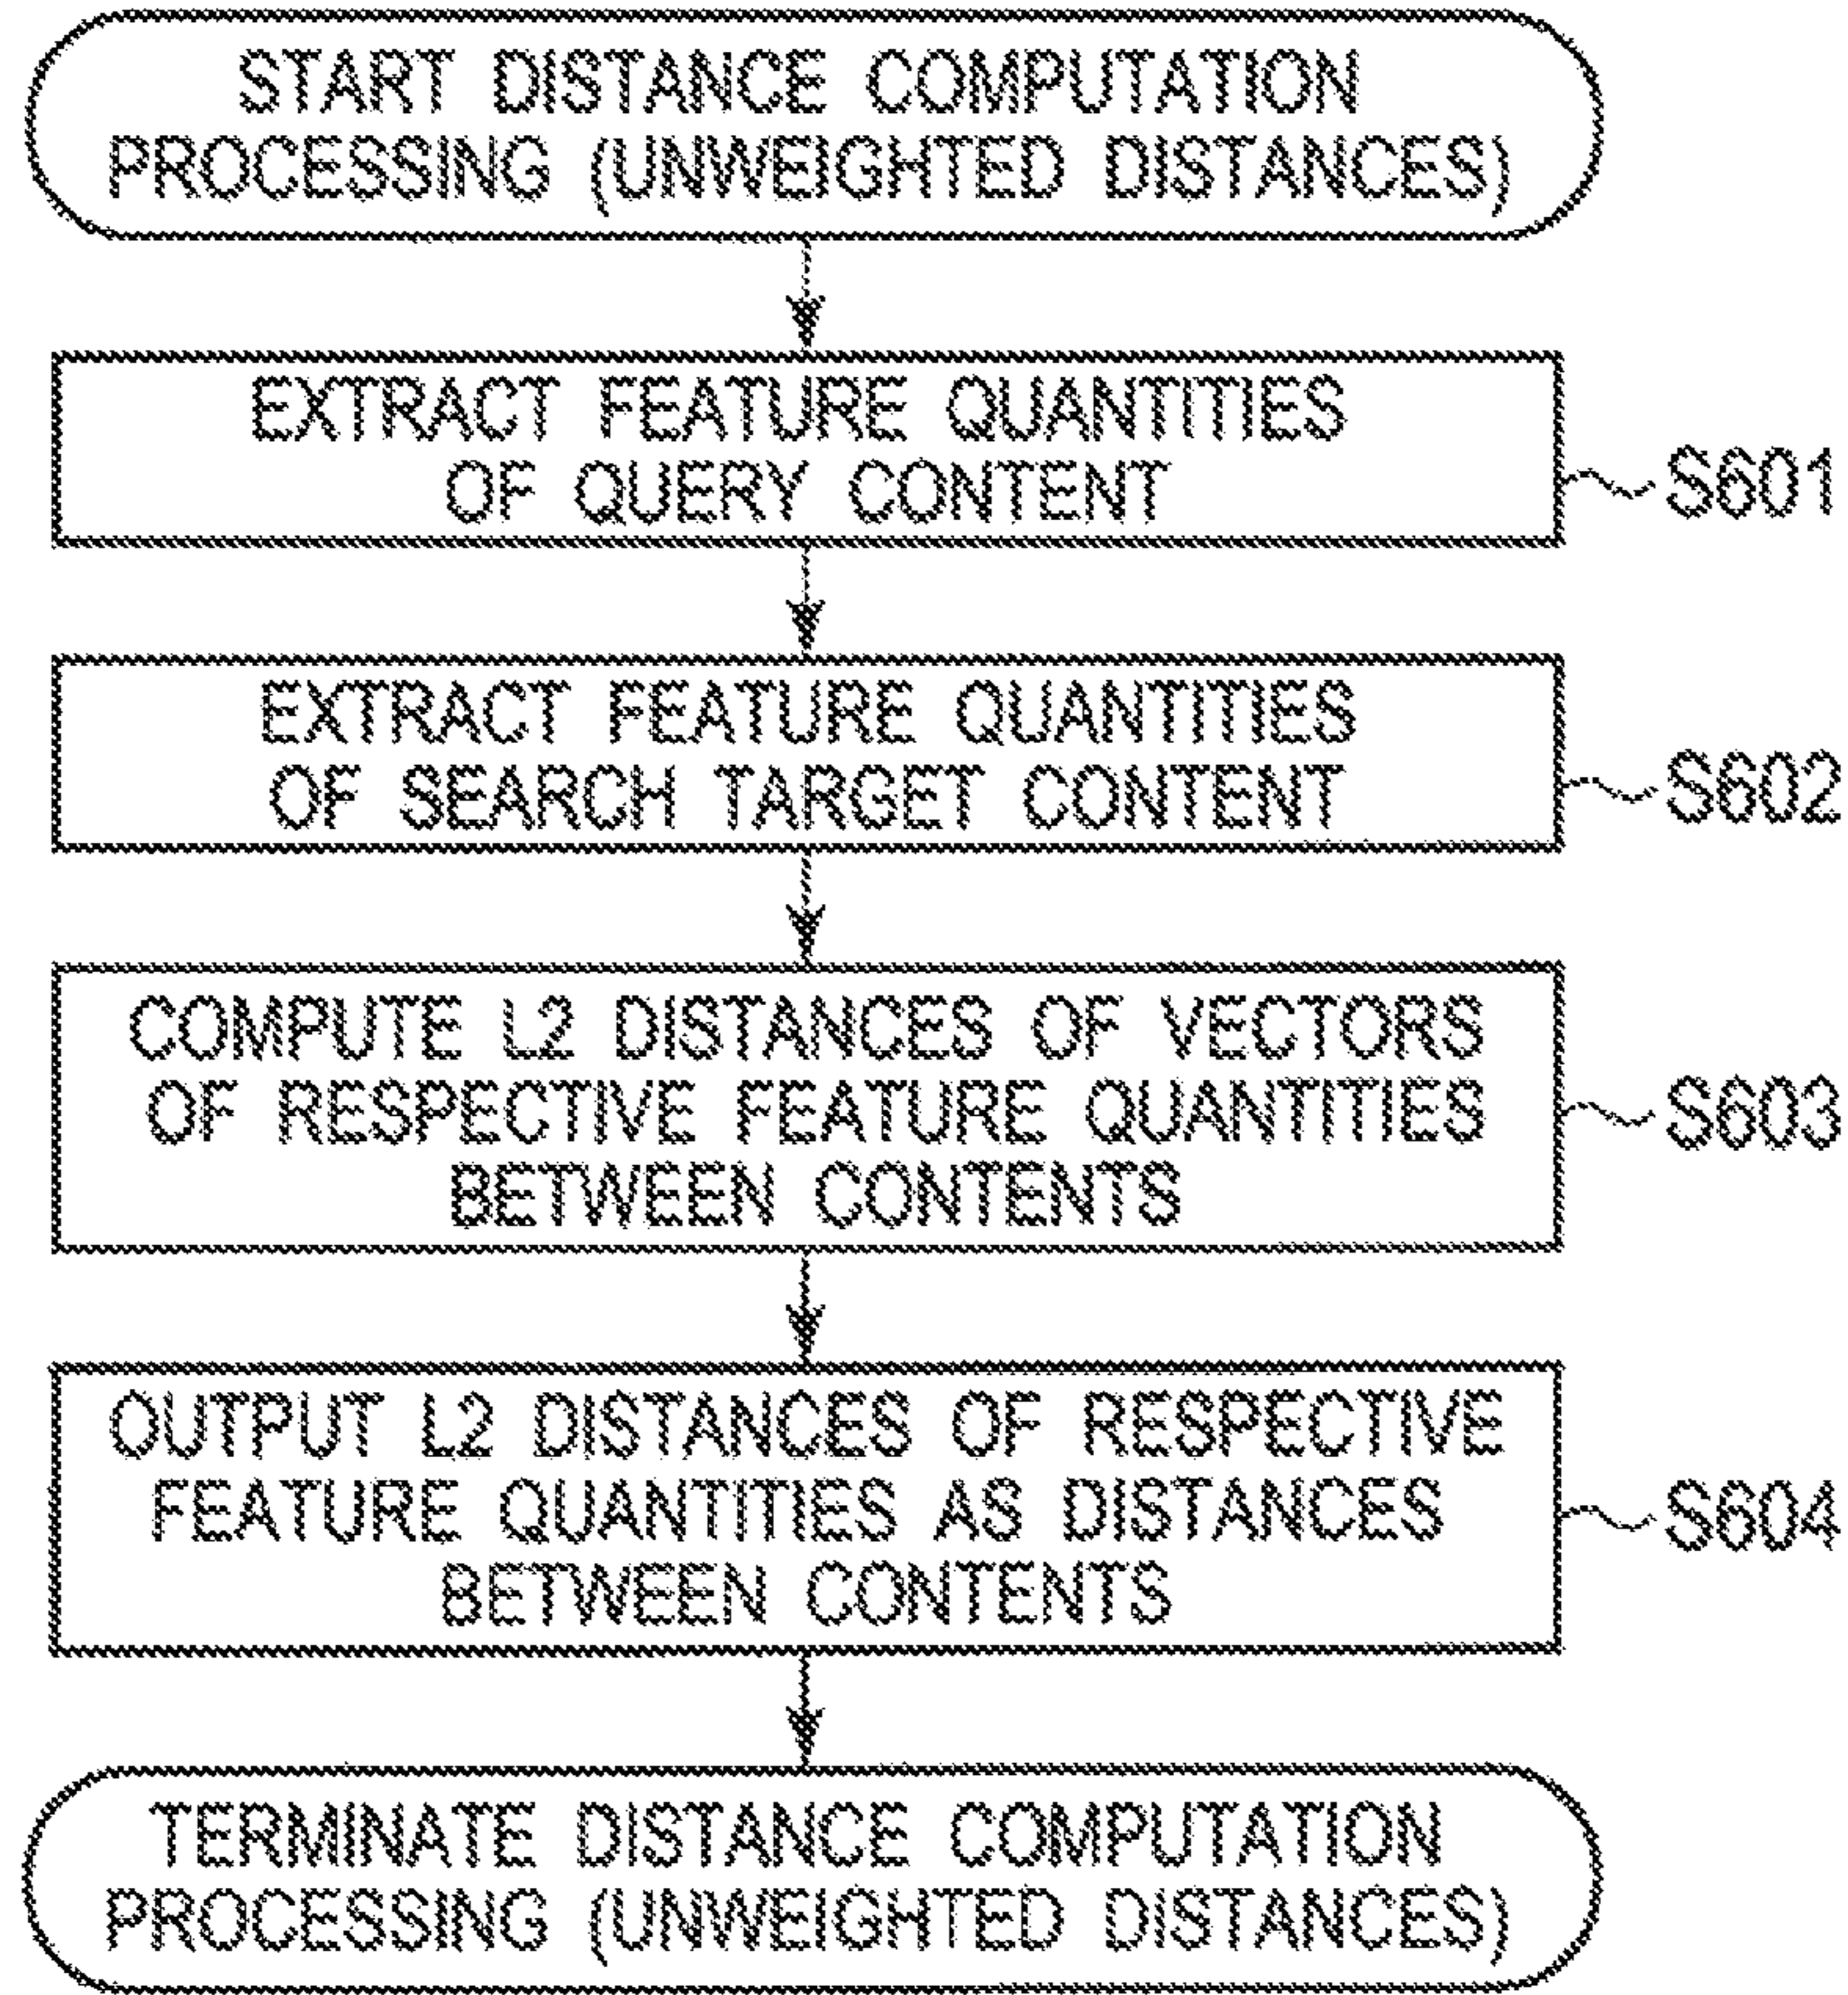 START DISTANCE COMPUTATION
PROCESSING (UNWEIGHTED DISTANCES)
EXTRACT FEATURE QUANTITIES
OF QUERY CONTENT
S601
EXTRACT FEATURE QUANTITIES
OF SEARCH TARGET CONTENT
S602
COMPUTE L2 DISTANCES OF VECTORS
OF RESPECTIVE FEATURE QUANTITIES
BETWEEN CONTENTS
S603
OUTPUT L2 DISTANCES OF RESPECTIVE
FEATURE QUANTITIES AS DISTANCES
BETWEEN CONTENTS
S604
TERMINATE DISTANCE COMPUTATION
PROCESSING (UNWEIGHTED DISTANCES)